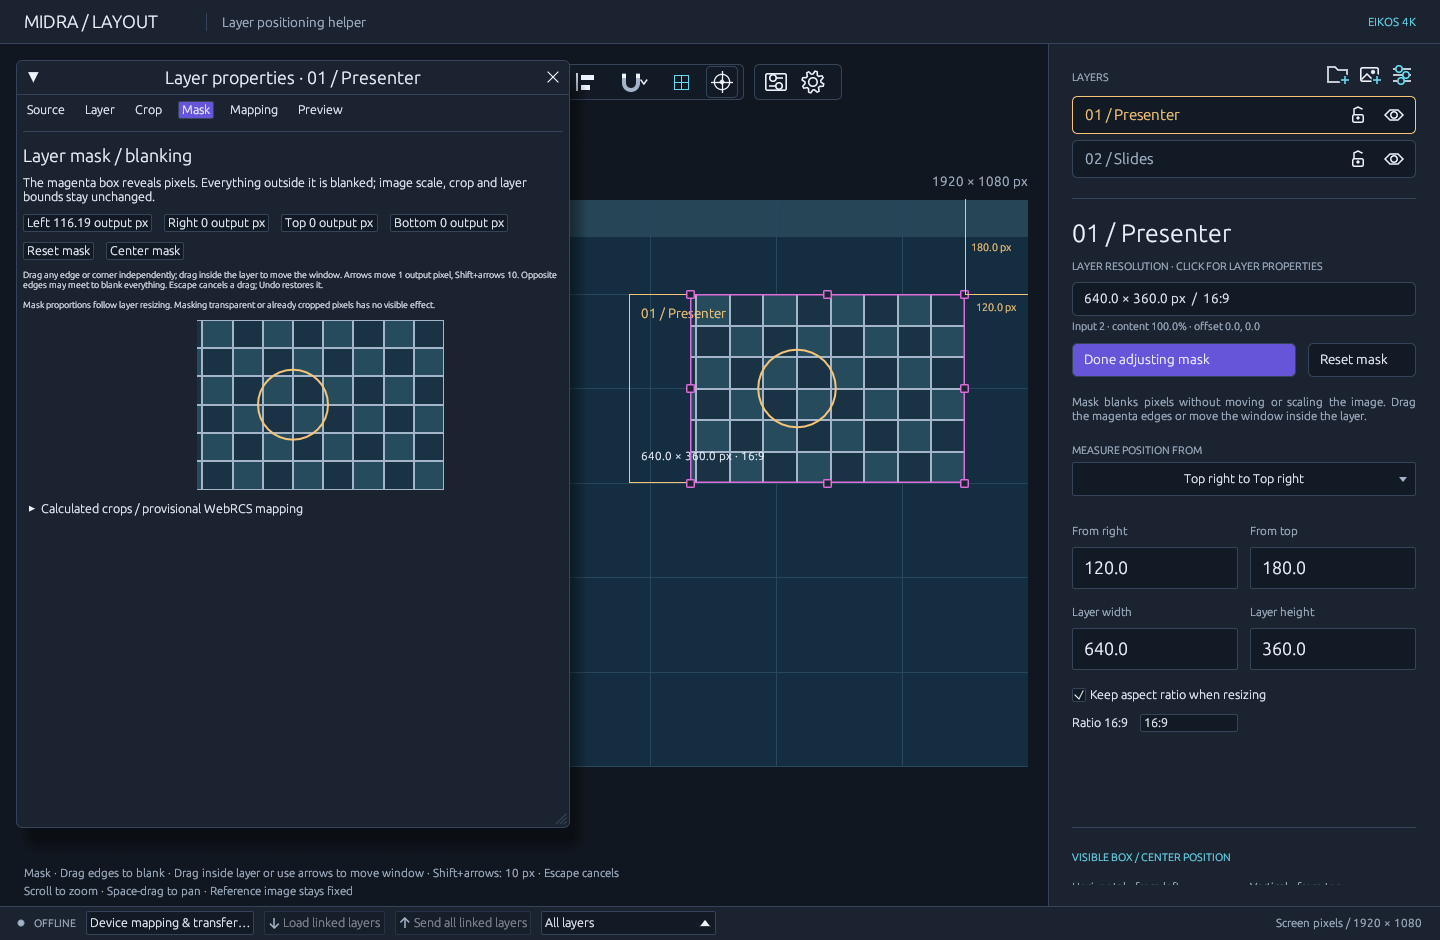 MIDRA / LAYOUT
Layer positioning helper
EIKOS 4K
Layer properties · 01 / Presenter
Source Layer Crop Mask Mapping Preview
Layer mask / blanking
The magenta box reveals pixels. Everything outside it is blanked; image scale, crop and layer
bounds stay unchanged.
Left 116.19 output px Right 0 output px Top 0 output px Bottom 0 output px
Reset mask Center mask
Drag any edge or corner independently; drag inside the layer to move the window. Arrows move 1 output pixel, Shift+arrows 10. Opposite
edges may meet to blank everything. Escape cancels a drag; Undo restores it.
Mask proportions follow layer resizing. Masking transparent or already cropped pixels has no visible effect.
Calculated crops / provisional WebRCS mapping
1920 × 1080 px
180.0 px
120.0 px
01 / Presenter
640.0 × 360.0 px · 16:9
LAYERS
01 / Presenter
02 / Slides
01 / Presenter
LAYER RESOLUTION · CLICK FOR LAYER PROPERTIES
640.0 × 360.0 px / 16:9
Input 2 · content 100.0% · offset 0.0, 0.0
Done adjusting mask Reset mask
Mask blanks pixels without moving or scaling the image. Drag
the magenta edges or move the window inside the layer.
MEASURE POSITION FROM
Top right to Top right
From right From top
120.0 180.0
Layer width Layer height
640.0 360.0
Keep aspect ratio when resizing
Ratio 16:9 16:9
VISIBLE BOX / CENTER POSITION
Mask · Drag edges to blank · Drag inside layer or use arrows to move window · Shift+arrows: 10 px · Escape cancels
Scroll to zoom · Space-drag to pan · Reference image stays fixed
OFFLINE Device mapping & transfer... Load linked layers Send all linked layers All layers
Screen pixels / 1920 × 1080